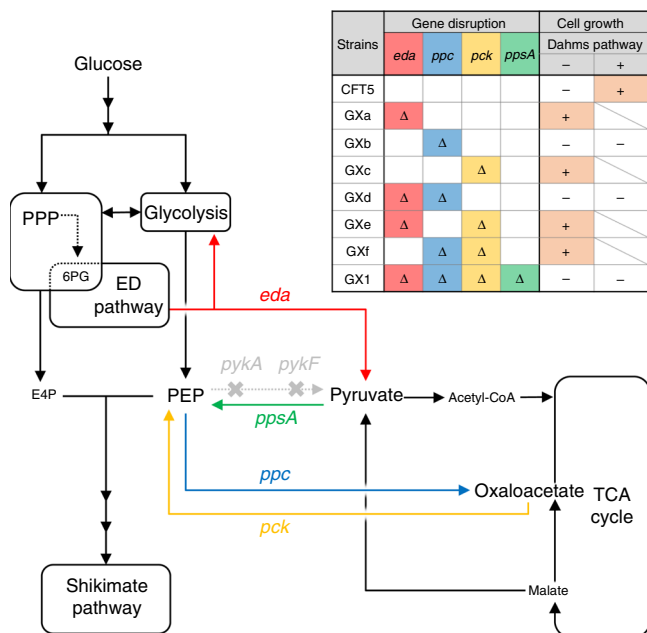 Gene disruption Cell growth
Strains eda ppc pck ppsA Dahms pathway
– +
CFT5 – +
GXa Δ +
GXb Δ – –
GXc Δ +
GXd Δ Δ – –
GXe Δ Δ +
GXf Δ Δ +
GX1 Δ Δ Δ Δ – –
Glucose
PPP
Glycolysis
6PG
ED
pathway
eda
pykA pykF
E4P
PEP
Pyruvate
Acetyl-CoA
ppsA
ppc
Oxaloacetate
TCA
cycle
pck
Shikimate
pathway
Malate